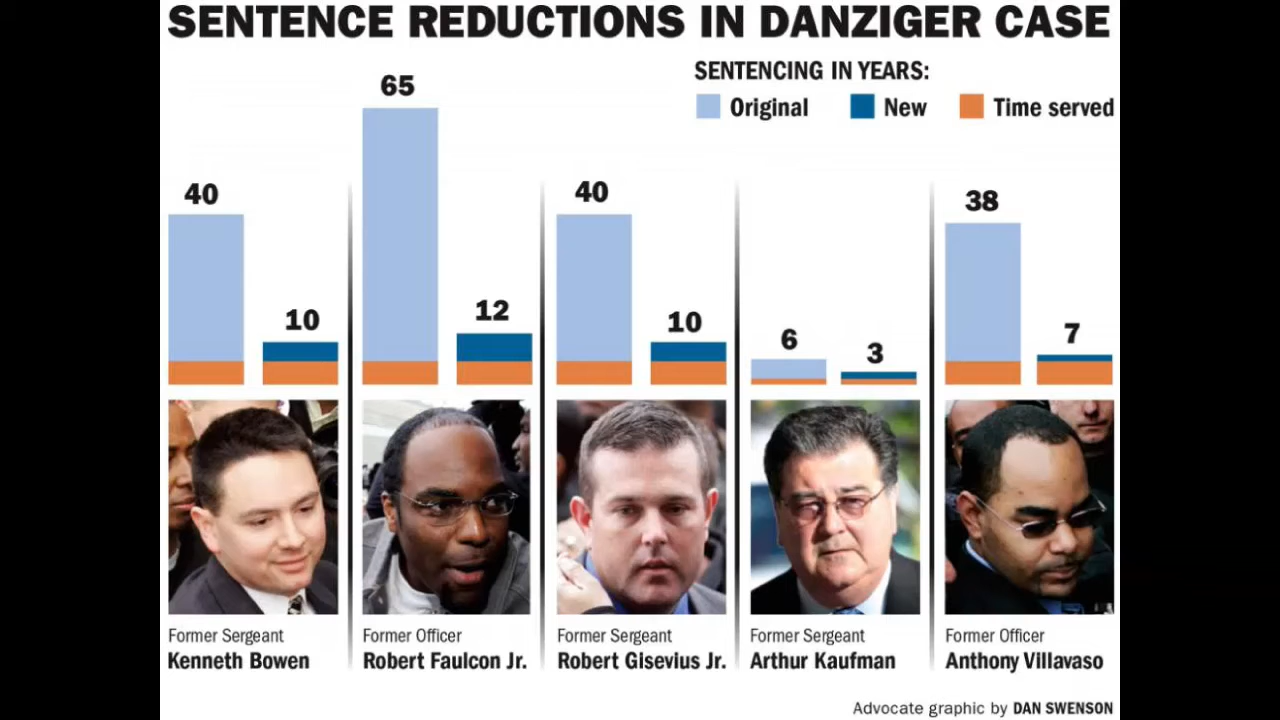 SENTENCE REDUCTIONS IN DANZIGER CASE
SENTENCING IN YEARS:
Original New Time served
40 10
65 12
40 10
6 3
38 7
Former Sergeant
Kenneth Bowen
Former Officer
Robert Faulcon Jr.
Former Sergeant
Robert Gisevius Jr.
Former Sergeant
Arthur Kaufman
Former Officer
Anthony Villavaso
Advocate graphic by DAN SWENSON